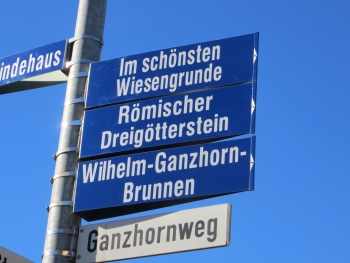 indehaus
Im schönsten
Wiesengrunde
Römischer
Dreigötterstein
Wilhelm-Ganzhorn-
Brunnen
Ganzhornweg